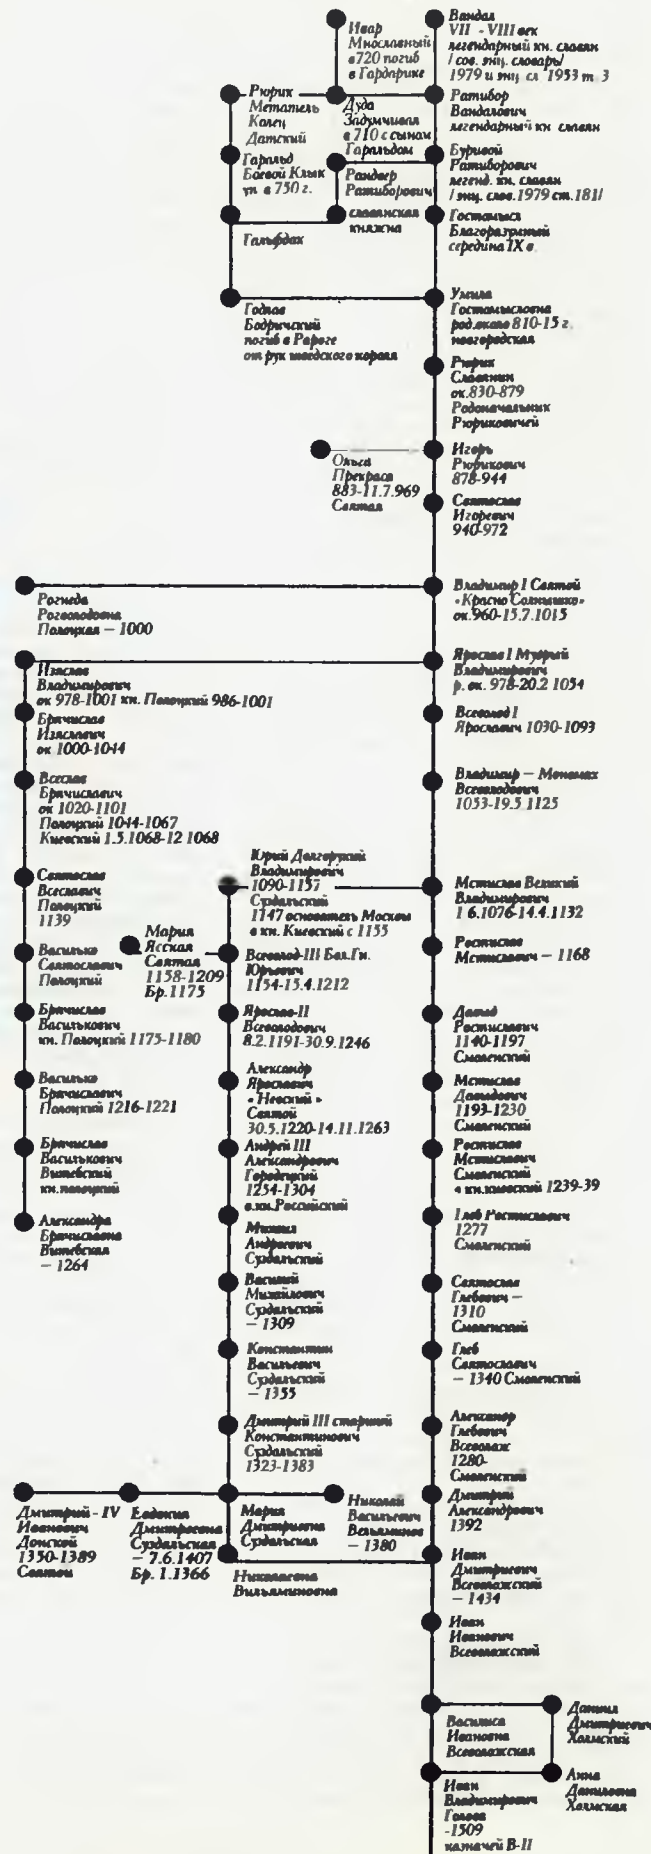 Ивар
Многлавный
в720 погиб
в Гардарике
Вандал
VII - VIII век
легендарный кн. славян
/сов. энц. словарь/
1979 и энц. сл 1953 т. 3
Рюрик
Метатель
Колец
Датский
Дуда
Задумчивая
в 710 с сыном
Гаральдом
Ратибор
Вандалович
легендарный кн славян
Гаральд
Боевой Клык
уп в 750 г.
Рандвер
Ратиборович
Буривой
Ратиборович
легенд. кн. славян
/энц. слов.1979 ст.181/
Гальфдак
славянская
княжна
Гостомысл
Благоразумный
середина IX в.
Годлав
Бодричский
погиб в Рароге
от рук шведского короля
Умила
Гостомысловна
род.около 810-15 г.
новгородская
Рюрик
Славянин
ок.830-879
Родоначальник
Рюриковичей
Ольга
Прекраса
883-11.7.969
Святая
Игорь
Рюрикович
878-944
Святослав
Игоревич
940-972
Рогнеда
Рогволодовна
Полоцкая — 1000
Владимир I Святой
«Красно Солнышко»
ок.960-15.7.1015
Изяслав
Владимирович
ок 978-1001 кн. Полоцкий 986-1001
Ярослав I Мудрый
Владимирович
р. ок. 978-20.2 1054
Брячислав
Изяславич
ок 1000-1044
Всеволод I
Ярославич 1030-1093
Всеслав
Брячиславич
ок 1020-1101
Полоцкий 1044-1067
Киевский 1.5.1068-12 1068
Владимир — Мономах
Всеволодович
1053-19.5 1125
Святослав
Всеславич
Полоцкий
1139
Юрий Долгорукий
Владимирович
1090-1157
Суздальский
1147 основатель Москвы
в кн. Киевский с 1155
Мстислав Великий
Владимирович
1 6.1076-14.4.1132
Василько
Святославич
Полоцкий
Мария
Ясская
Святая
1158-1209
Бр.1175
Всеволод-III Бол.Гн.
Юрьевич
1154-15.4.1212
Ростислав
Мстиславич — 1168
Брячислав
Василькович
кн. Полоцкий 1175-1180
Ярослав-II
Всеволодович
8.2.1191-30.9.1246
Давид
Ростиславич
1140-1197
Смоленский
Василько
Брячиславич
Полоцкий 1216-1221
Александр
Ярославич
«Невский»
Святой
30.5.1220-14.11.1263
Мстислав
Давидович
1193-1230
Смоленский
Брячислав
Василькович
Витебский
кн.полоцкий
Андрей III
Александрович
Городецкий
1254-1304
в.кн.Российский
Ростислав
Мстиславич
Смоленский
кн.киевский 1239-39
Александра
Брячиславна
Витебская
— 1264
Михаил
Андреевич
Суздальский
Глеб Ростиславич
1277
Смоленский
Василий
Михайлович
Суздальский
— 1309
Святослав
Глебович —
1310
Смоленский
Константин
Васильевич
Суздальский
— 1355
Глеб
Святославич
— 1340 Смоленский
Дмитрий III старший
Константинович
Суздальский
1323-1383
Александр
Глебович
Всеволож
1280-
Смоленский
Дмитрий - IV
Иванович
Донской
1350-1389
Святой
Евдокия
Дмитриевна
Суздальская
— 7.6.1407
Бр. 1.1366
Мария
Дмитриевна
Суздальская
Николай
Васильевич
Вельяминов
— 1380
Дмитрий
Александрович
1392
Николаевна
Вильяминовна
Иван
Дмитриевич
Всеволожский
— 1434
Иван
Иванович
Всеволожский
Василиса
Ивановна
Всеволожская
Даниил
Дмитриевич
Холмский
Иван
Владимирович
Голова
-1509
казначей В-II
Анна
Даниловна
Холмская